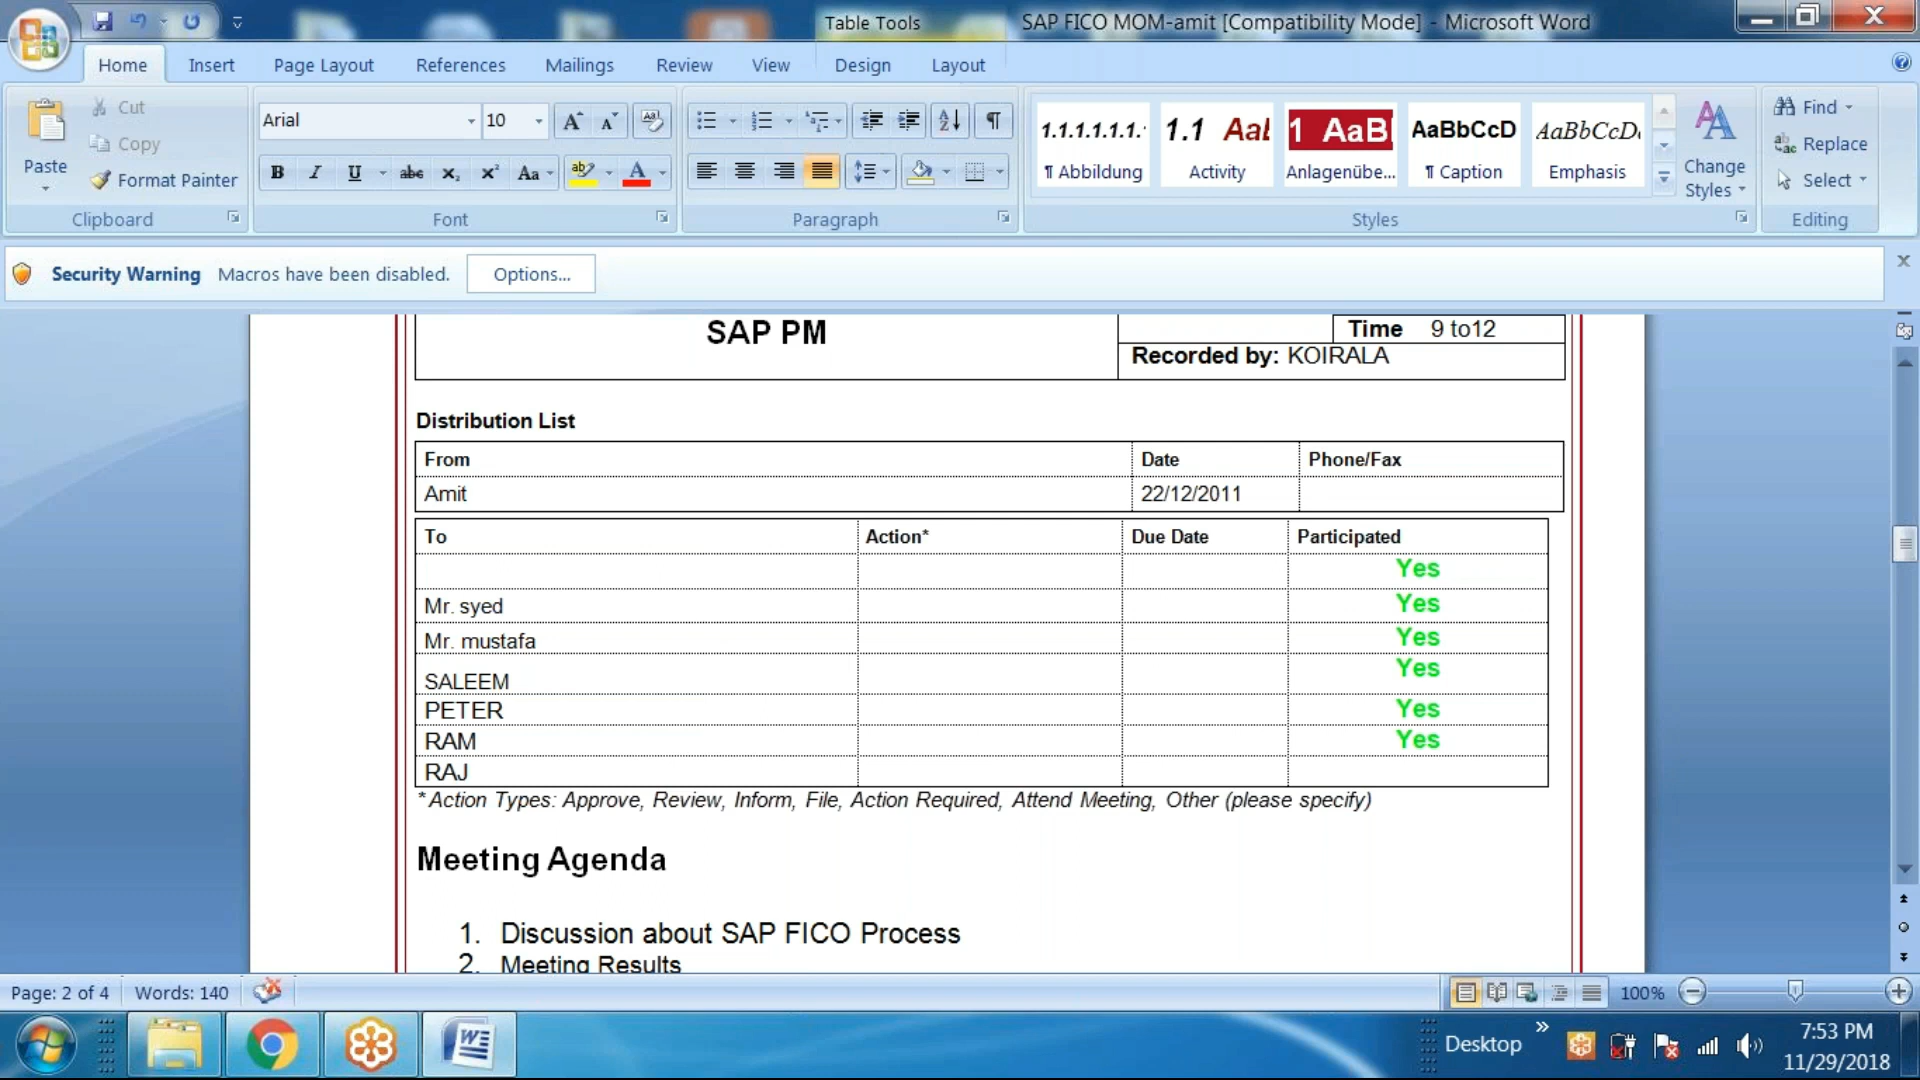 Table Tools
SAP FICO MOM-amit [Compatibility Mode] - Microsoft Word
Home Insert Page Layout References Mailings Review View Design Layout
Paste
Cut
Copy
Format Painter
Clipboard
Arial 10
B I U abc x₂ x² Aa ab A
Font
Paragraph
1.1.1.1.1.1. 1.1 AaI 1 AaB AaBbCcD AaBbCcD
¶ Abbildung Activity Anlagenübe... ¶ Caption Emphasis
Change Styles
Styles
Find
Replace
Select
Editing
Security Warning Macros have been disabled. Options...
SAP PM
Time 9 to12
Recorded by: KOIRALA
Distribution List
From Date Phone/Fax
Amit 22/12/2011
To Action* Due Date Participated
Yes
Mr. syed Yes
Mr. mustafa Yes
SALEEM Yes
PETER Yes
RAM Yes
RAJ
* Action Types: Approve, Review, Inform, File, Action Required, Attend Meeting, Other (please specify)
Meeting Agenda
1. Discussion about SAP FICO Process
2. Meeting Results
Page: 2 of 4 Words: 140 100%
Desktop
7:53 PM
11/29/2018